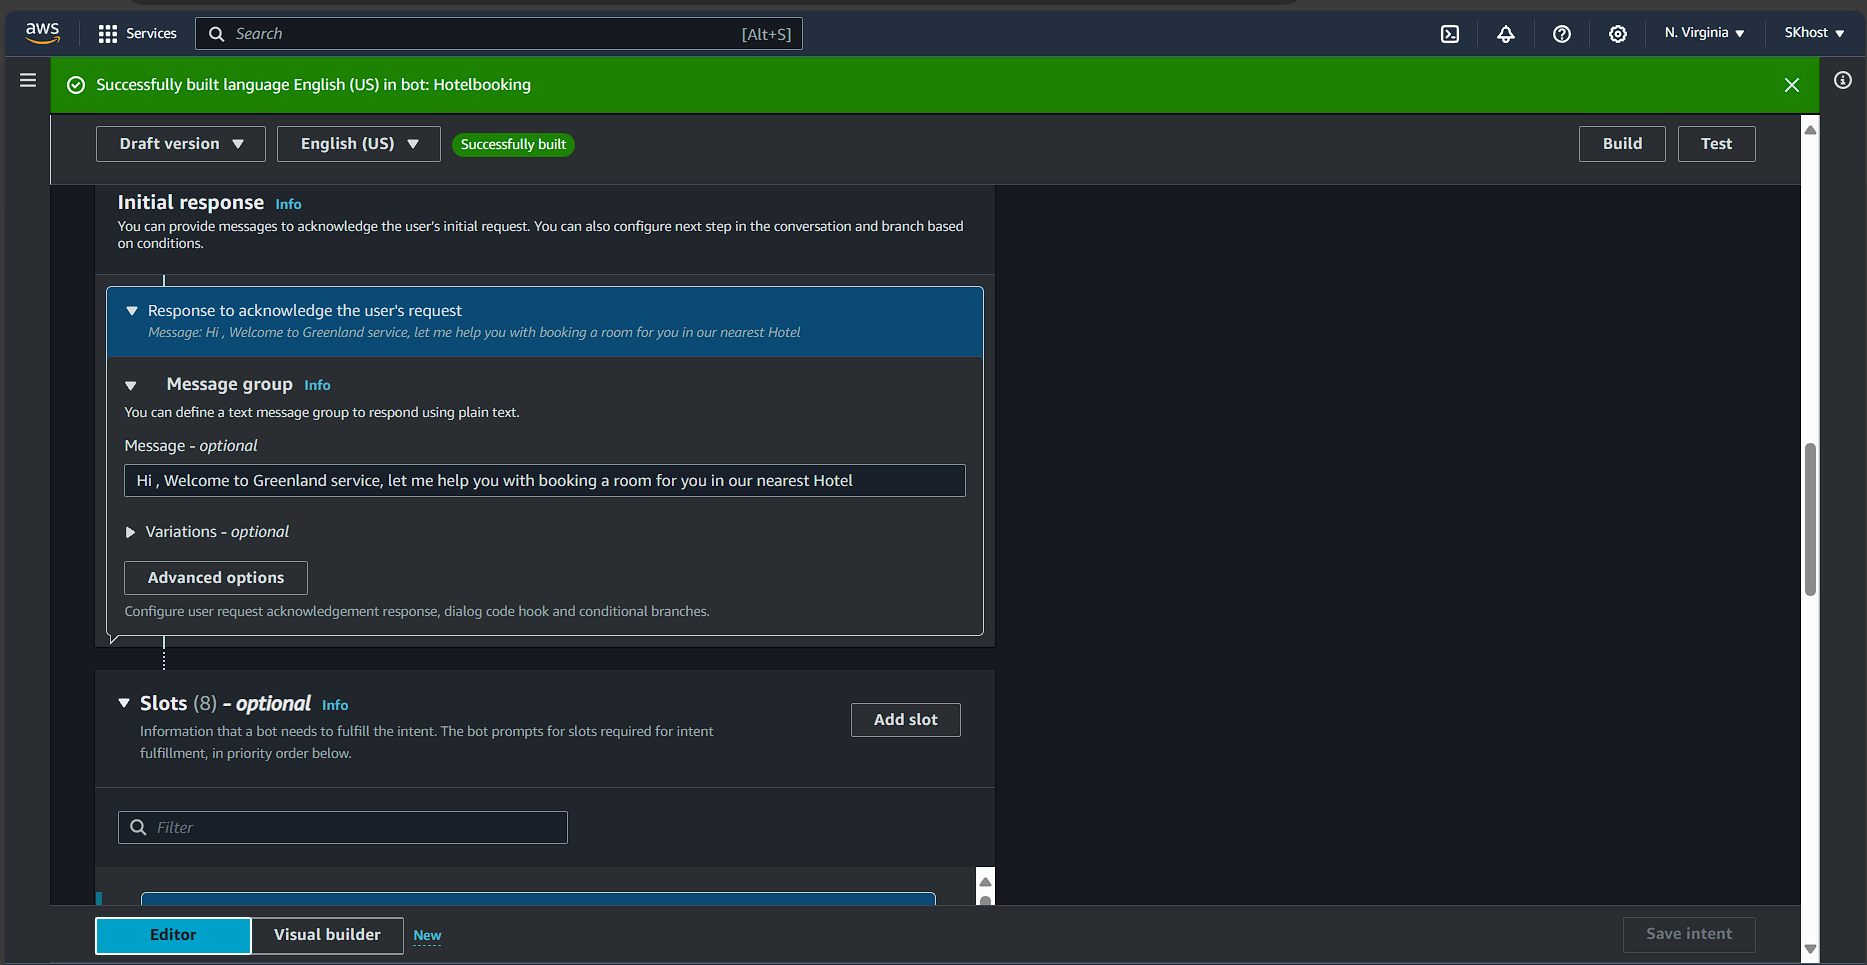 aws
Services
Search
[Alt+S]
N. Virginia
SKhost
Successfully built language English (US) in bot: Hotelbooking
Draft version
English (US)
Successfully built
Build
Test
Initial response Info
You can provide messages to acknowledge the user's initial request. You can also configure next step in the conversation and branch based
on conditions.
Response to acknowledge the user's request
Message: Hi , Welcome to Greenland service, let me help you with booking a room for you in our nearest Hotel
Message group Info
You can define a text message group to respond using plain text.
Message - optional
Hi , Welcome to Greenland service, let me help you with booking a room for you in our nearest Hotel
Variations - optional
Advanced options
Configure user request acknowledgement response, dialog code hook and conditional branches.
Slots (8) - optional Info
Add slot
Information that a bot needs to fulfill the intent. The bot prompts for slots required for intent
fulfillment, in priority order below.
Filter
Editor
Visual builder
New
Save intent